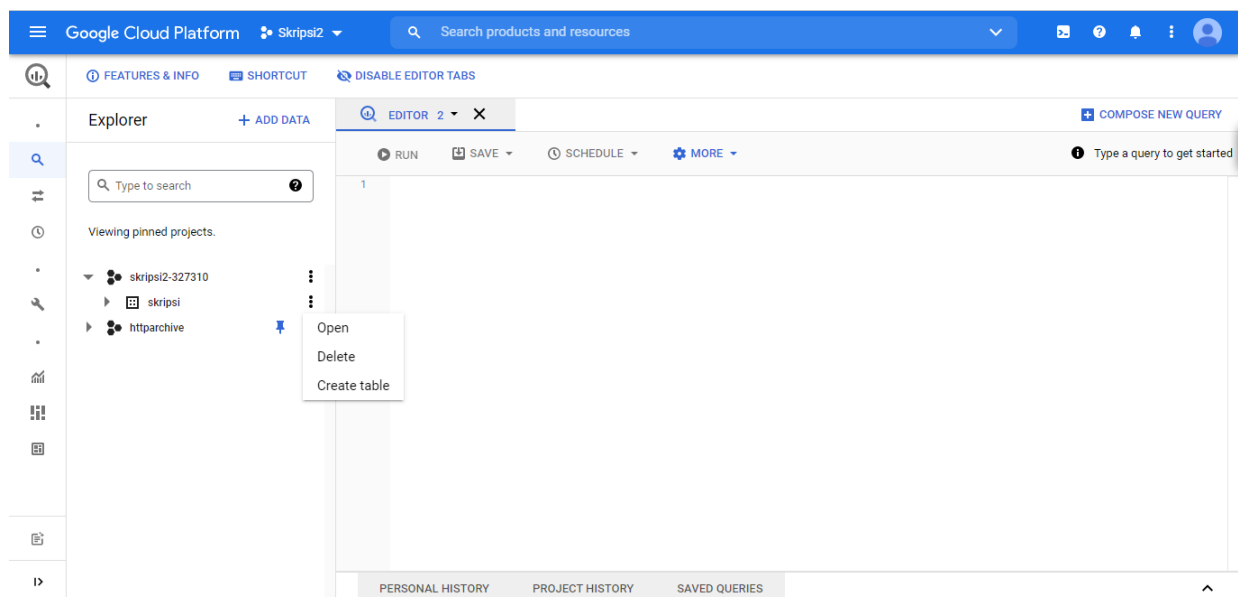 Google Cloud Platform Skripsi2 Search products and resources
FEATURES & INFO SHORTCUT DISABLE EDITOR TABS
Explorer + ADD DATA EDITOR 2 COMPOSE NEW QUERY
RUN SAVE SCHEDULE MORE Type a query to get started
Type to search 1
Viewing pinned projects.
skripsi2-327310
skripsi
httparchive Open
Delete
Create table
PERSONAL HISTORY PROJECT HISTORY SAVED QUERIES